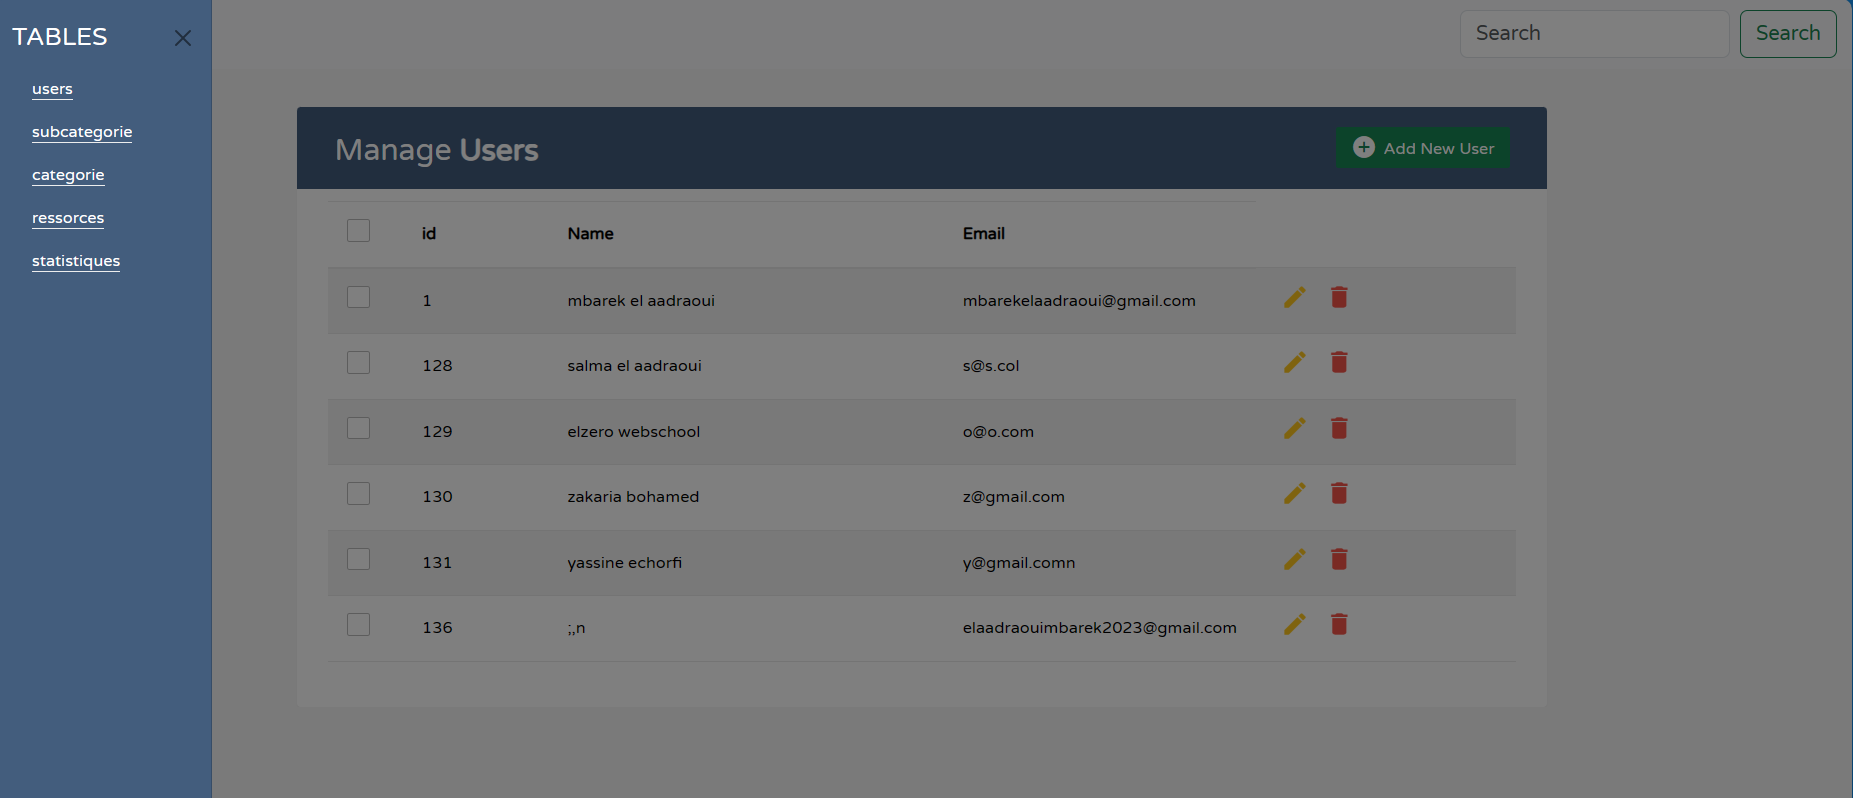 TABLES
users
subcategorie
categorie
ressorces
statistiques
Search Search
Manage Users Add New User
id Name Email
1 mbarek el aadraoui mbarekelaadraoui@gmail.com
128 salma el aadraoui s@s.col
129 elzero webschool o@o.com
130 zakaria bohamed z@gmail.com
131 yassine echorfi y@gmail.comn
136 ;,,n elaadraouimbarek2023@gmail.com